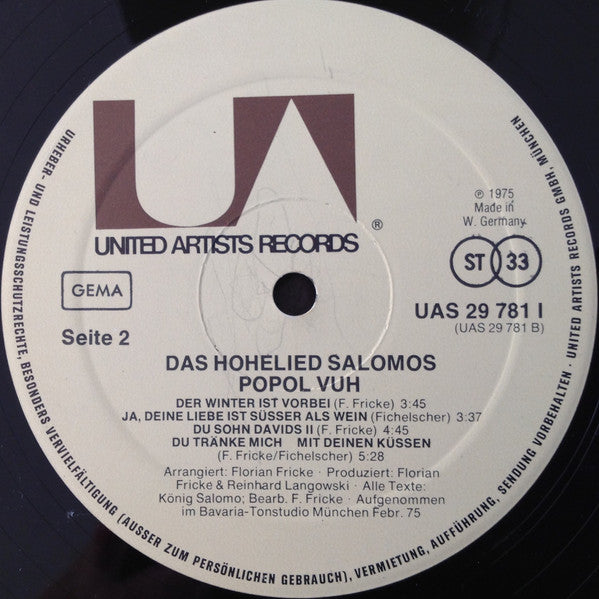 UA
®
UNITED ARTISTS RECORDS
℗ 1975
Made in
W. Germany
GEMA
ST 33
Seite 2
UAS 29 781 I
(UAS 29 781 B)
DAS HOHELIED SALOMOS
POPOL VUH
DER WINTER IST VORBEI (F. Fricke) 3:45
JA, DEINE LIEBE IST SÜSSER ALS WEIN (Fichelscher) 3:37
DU SOHN DAVIDS II (F. Fricke) 4:45
DU TRÄNKE MICH MIT DEINEN KÜSSEN
(F. Fricke/Fichelscher) 5:28
Arrangiert: Florian Fricke · Produziert: Florian
Fricke & Reinhard Langowski · Alle Texte:
König Salomo; Bearb. F. Fricke · Aufgenommen
im Bavaria-Tonstudio München Febr. 75
URHEBER- UND LEISTUNGSSCHUTZRECHTE, BESONDERS VERVIELFÄLTIGUNG (AUSSER ZUM PERSÖNLICHEN GEBRAUCH), VERMIETUNG, AUFFÜHRUNG, SENDUNG VORBEHALTEN · UNITED ARTISTS RECORDS GMBH, MÜNCHEN